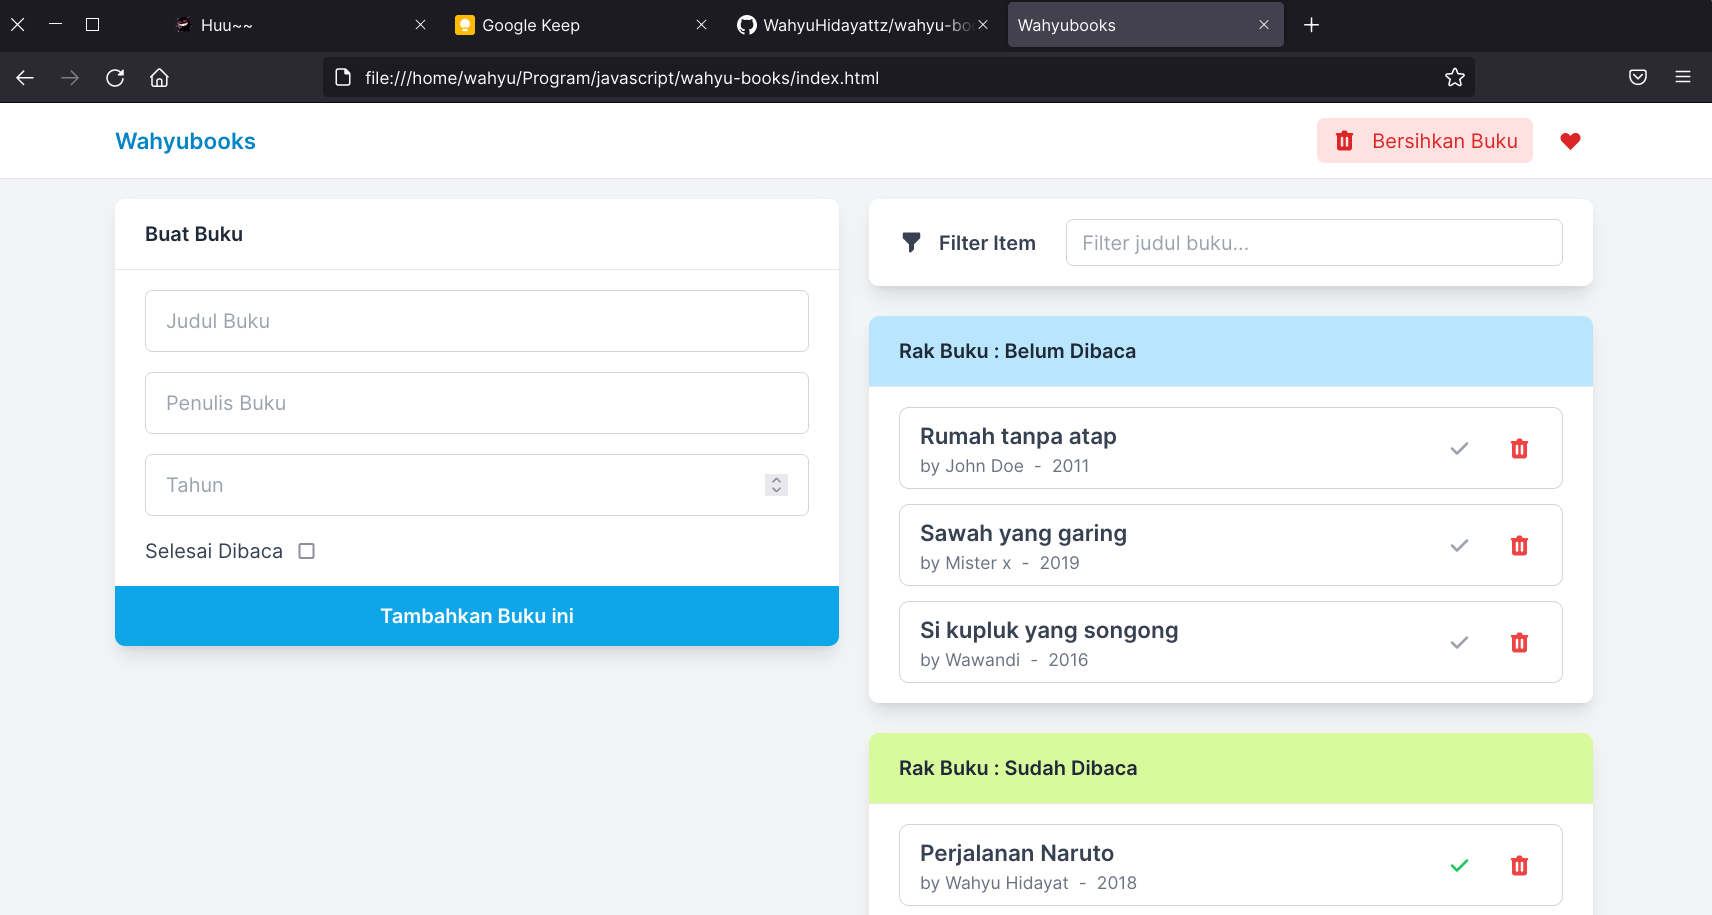 Huu~~
Google Keep
WahyuHidayattz/wahyu-bo
Wahyubooks
file:///home/wahyu/Program/javascript/wahyu-books/index.html
Wahyubooks
Bersihkan Buku
Buat Buku
Judul Buku
Penulis Buku
Tahun
Selesai Dibaca
Tambahkan Buku ini
Filter Item
Filter judul buku...
Rak Buku : Belum Dibaca
Rumah tanpa atap
by John Doe - 2011
Sawah yang garing
by Mister x - 2019
Si kupluk yang songong
by Wawandi - 2016
Rak Buku : Sudah Dibaca
Perjalanan Naruto
by Wahyu Hidayat - 2018